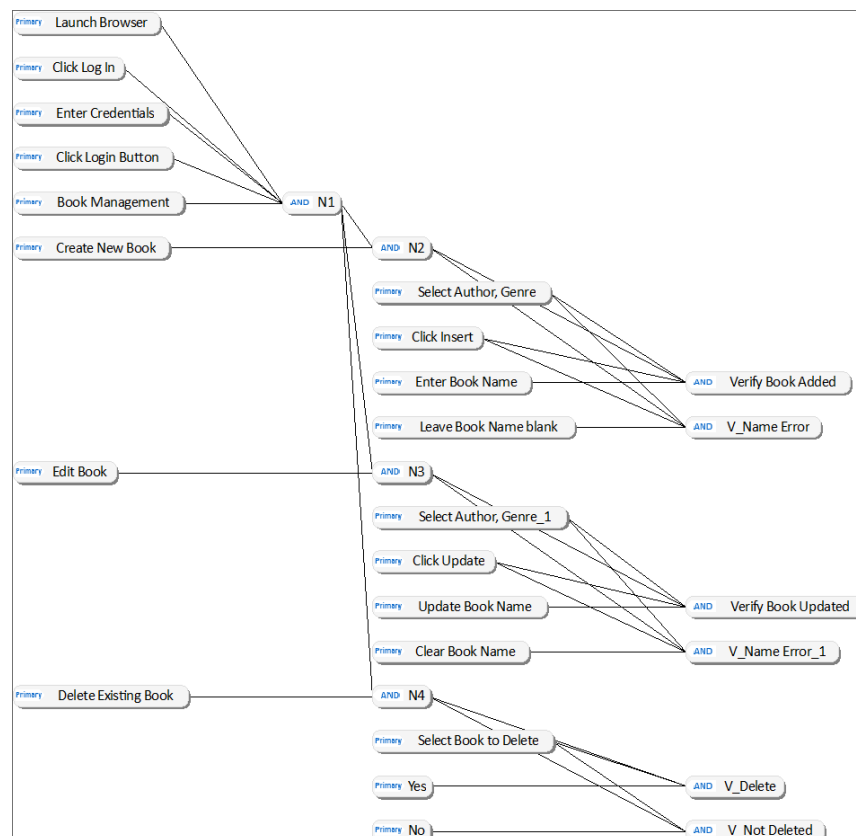 Primary Launch Browser
Primary Click Log In
Primary Enter Credentials
Primary Click Login Button
Primary Book Management AND N1
Primary Create New Book AND N2
Primary Select Author, Genre
Primary Click Insert
Primary Enter Book Name AND Verify Book Added
Primary Leave Book Name blank AND V_Name Error
Primary Edit Book AND N3
Primary Select Author, Genre_1
Primary Click Update
Primary Update Book Name AND Verify Book Updated
Primary Clear Book Name AND V_Name Error_1
Primary Delete Existing Book AND N4
Primary Select Book to Delete
Primary Yes AND V_Delete
Primary No AND V_Not Deleted